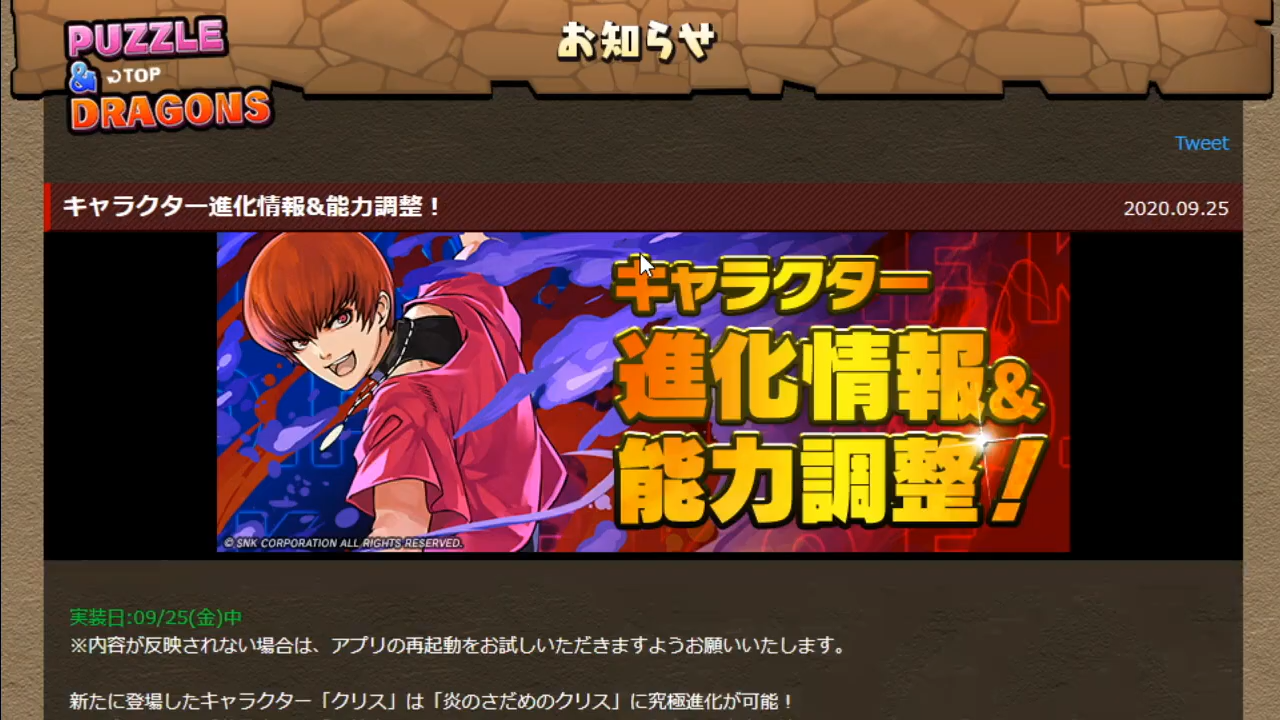 PUZZLE
& TOP
DRAGONS
お知らせ
Tweet
キャラクター進化情報&能力調整！
2020.09.25
キャラクター
進化情報&
能力調整！
© SNK CORPORATION ALL RIGHTS RESERVED.
実装日:09/25(金)中
※内容が反映されない場合は、アプリの再起動をお試しいただきますようお願いいたします。
新たに登場したキャラクター「クリス」は「炎のさだめのクリス」に究極進化が可能！